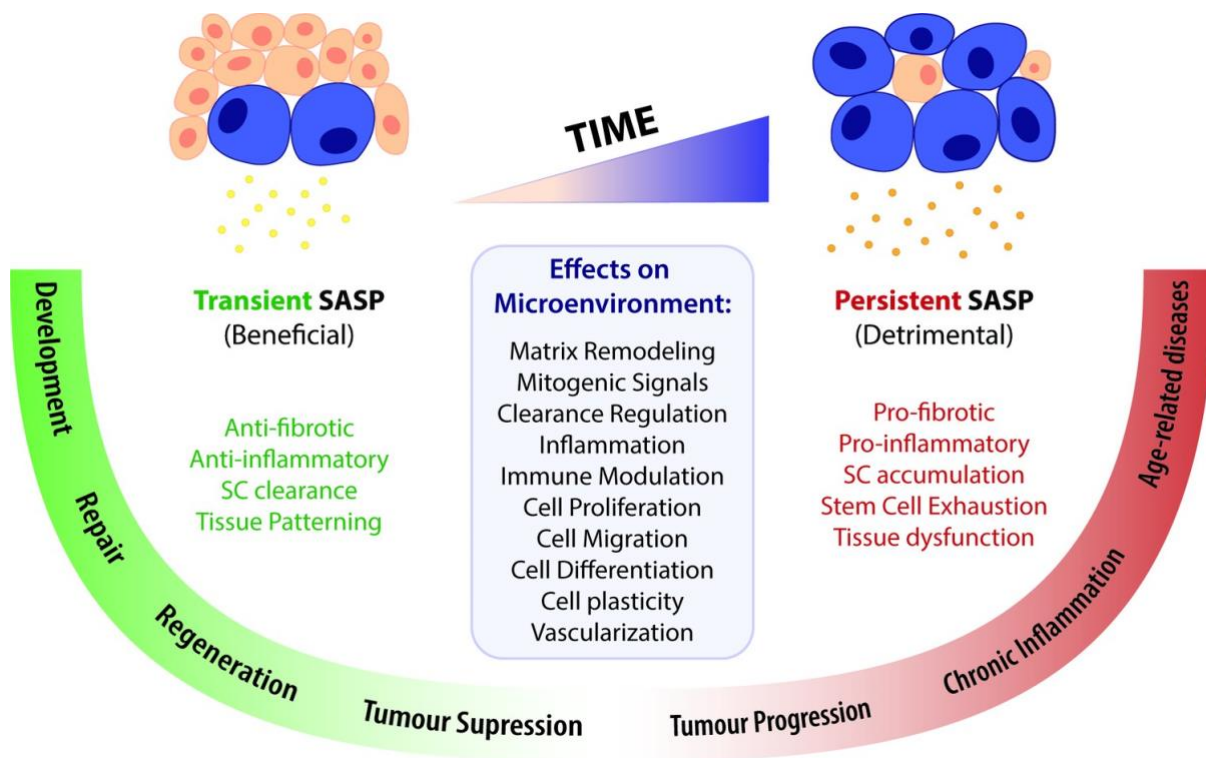 TIME
Transient SASP
(Beneficial)
Anti-fibrotic
Anti-inflammatory
SC clearance
Tissue Patterning
Effects on
Microenvironment:
Matrix Remodeling
Mitogenic Signals
Clearance Regulation
Inflammation
Immune Modulation
Cell Proliferation
Cell Migration
Cell Differentiation
Cell plasticity
Vascularization
Persistent SASP
(Detrimental)
Pro-fibrotic
Pro-inflammatory
SC accumulation
Stem Cell Exhaustion
Tissue dysfunction
Development
Repair
Regeneration
Tumour Supression
Tumour Progression
Chronic Inflammation
Age-related diseases